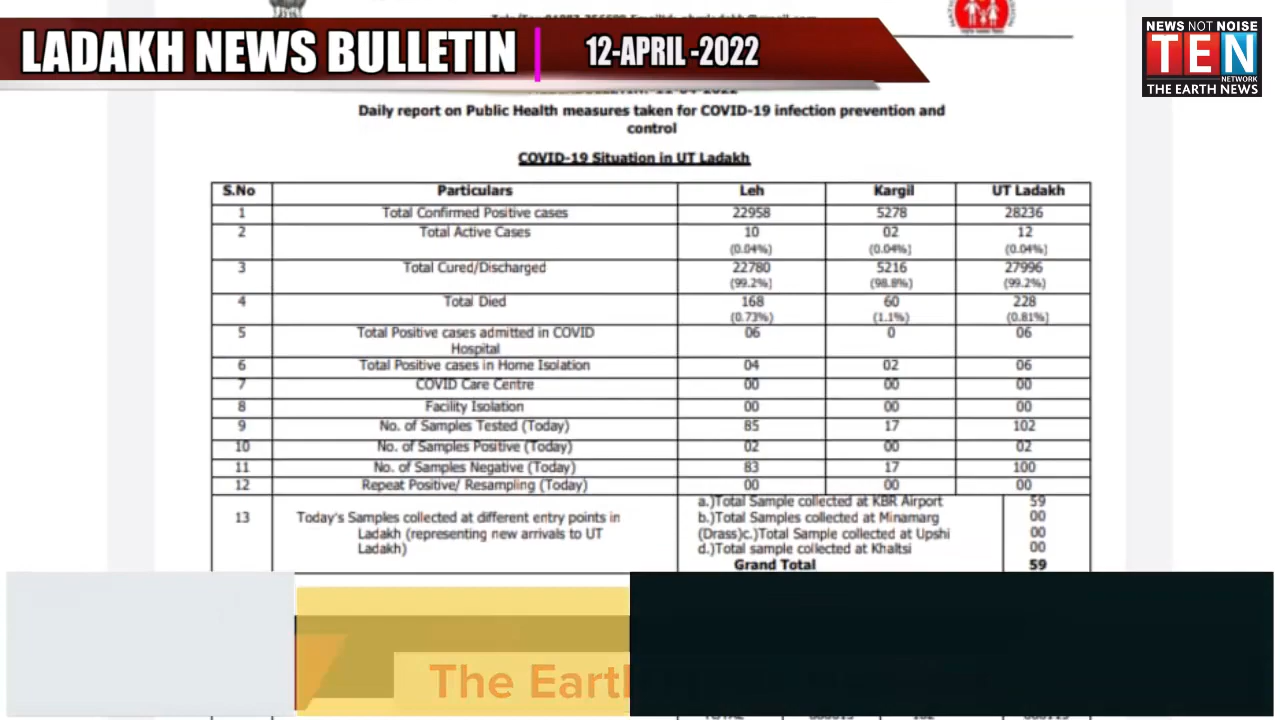 LADAKH NEWS BULLETIN 12-APRIL -2022
NEWS NOT NOISE
TEN
NETWORK
THE EARTH NEWS
Daily report on Public Health measures taken for COVID-19 infection prevention and
control
COVID-19 Situation in UT Ladakh
S.No Particulars Leh Kargil UT Ladakh
1 Total Confirmed Positive cases 22958 5278 28236
2 Total Active Cases 10 02 12
(0.04%) (0.04%) (0.04%)
3 Total Cured/Discharged 22780 5216 27996
(99.2%) (98.8%) (99.2%)
4 Total Died 168 60 228
(0.73%) (1.1%) (0.81%)
5 Total Positive cases admitted in COVID 06 0 06
Hospital
6 Total Positive cases in Home Isolation 04 02 06
7 COVID Care Centre 00 00 00
8 Facility Isolation 00 00 00
9 No. of Samples Tested (Today) 85 17 102
10 No. of Samples Positive (Today) 02 00 02
11 No. of Samples Negative (Today) 83 17 100
12 Repeat Positive/ Resampling (Today) 00 00 00
a.)Total Sample collected at KBR Airport 59
13 Today's Samples collected at different entry points in b.)Total Samples collected at Minamarg 00
Ladakh (representing new arrivals to UT (Drass)c.)Total Sample collected at Upshi 00
Ladakh) d.)Total sample collected at Khaltsi 00
Grand Total 59
The Earth